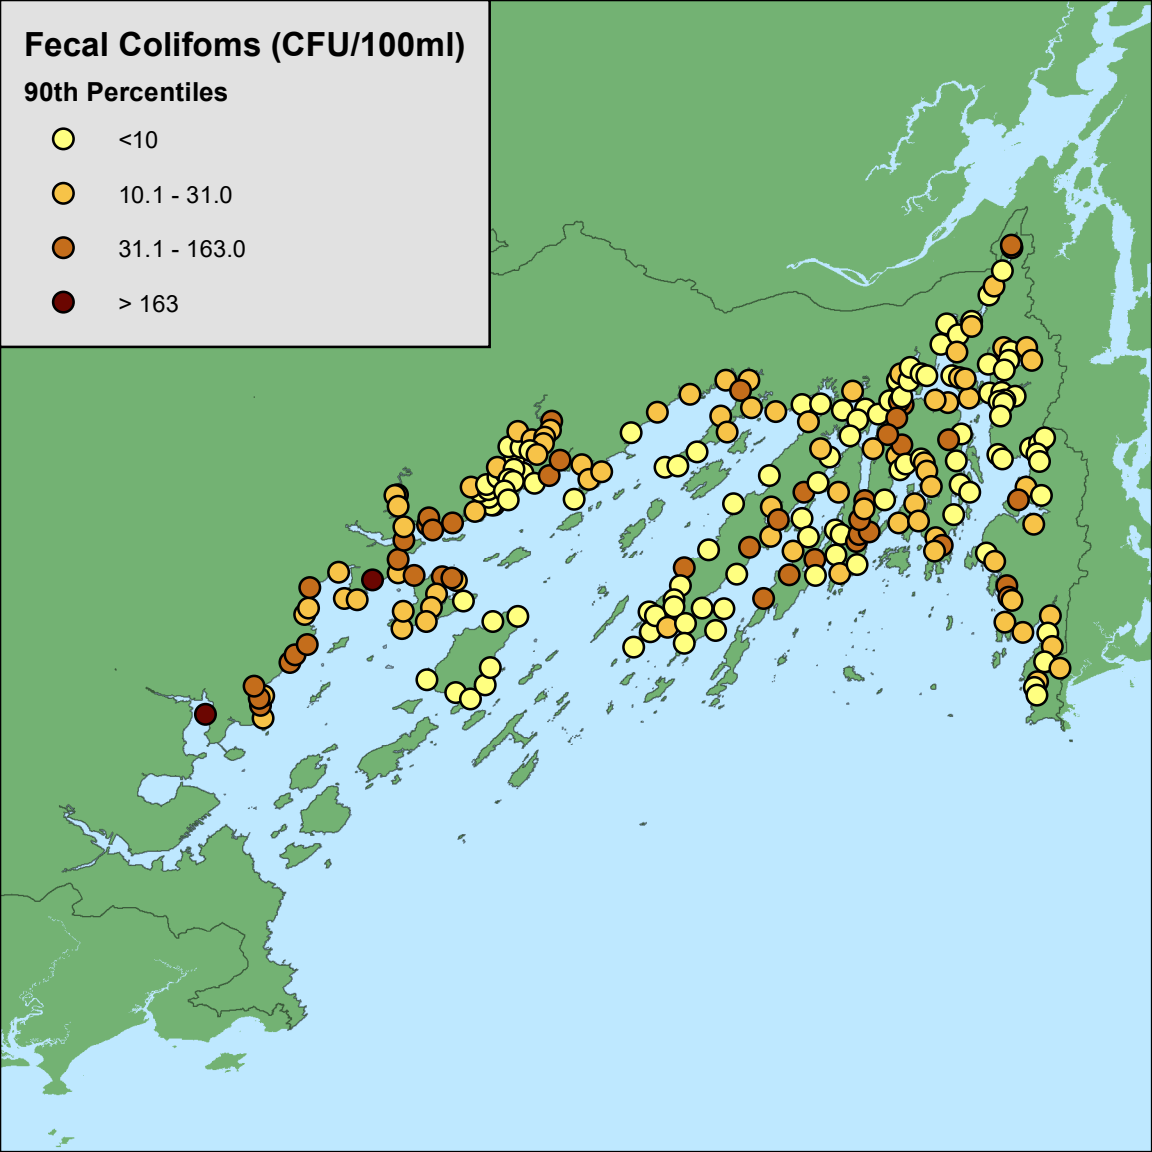 Fecal Colifoms (CFU/100ml)
90th Percentiles
<10
10.1 - 31.0
31.1 - 163.0
> 163